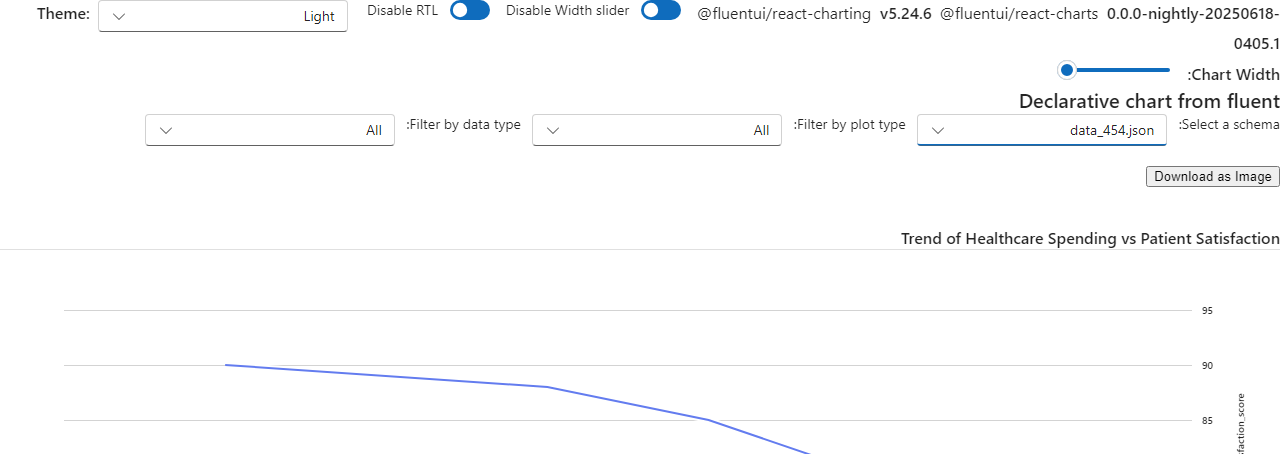 Theme:
Light
Disable RTL
Disable Width slider
@fluentui/react-charting v5.24.6 @fluentui/react-charts 0.0.0-nightly-20250618-
0405.1
:Chart Width
Declarative chart from fluent
:Select a schema
data_454.json
:Filter by plot type
All
:Filter by data type
All
Download as Image
Trend of Healthcare Spending vs Patient Satisfaction
95
90
85